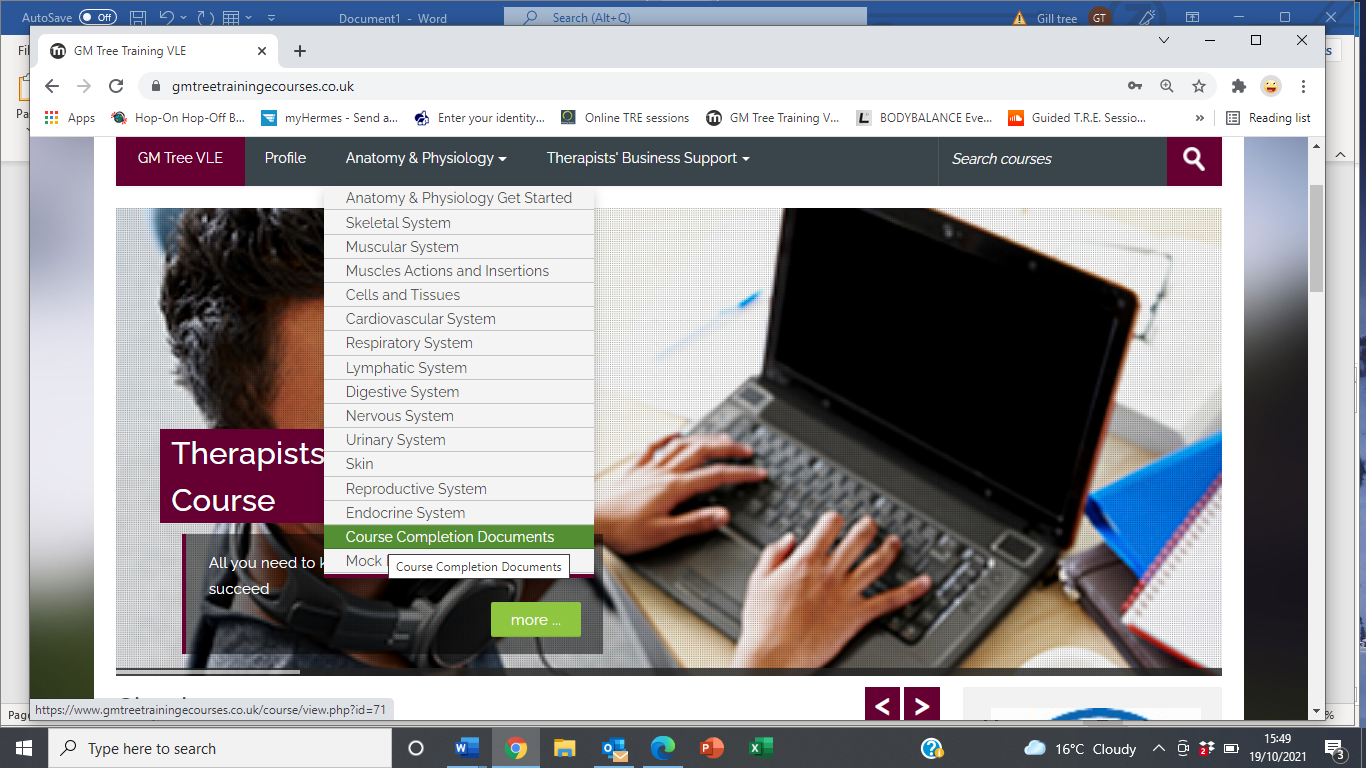 AutoSave Off Document1 - Word Search (Alt+Q) Gill tree GT
GM Tree Training VLE
gmtreetrainingecourses.co.uk
Apps Hop-On Hop-Off B... myHermes - Send a... Enter your identity... Online TRE sessions GM Tree Training V... BODYBALANCE Eve... Guided T.R.E. Sessio... » Reading list
GM Tree VLE Profile Anatomy & Physiology Therapists' Business Support Search courses
Anatomy & Physiology Get Started
Skeletal System
Muscular System
Muscles Actions and Insertions
Cells and Tissues
Cardiovascular System
Respiratory System
Lymphatic System
Digestive System
Nervous System
Urinary System
Skin
Reproductive System
Endocrine System
Course Completion Documents
Mock
Course Completion Documents
Therapists
Course
All you need to
succeed
more ...
https://www.gmtreetrainingecourses.co.uk/course/view.php?id=71
Type here to search
16°C Cloudy
2
15:49
19/10/2021
3